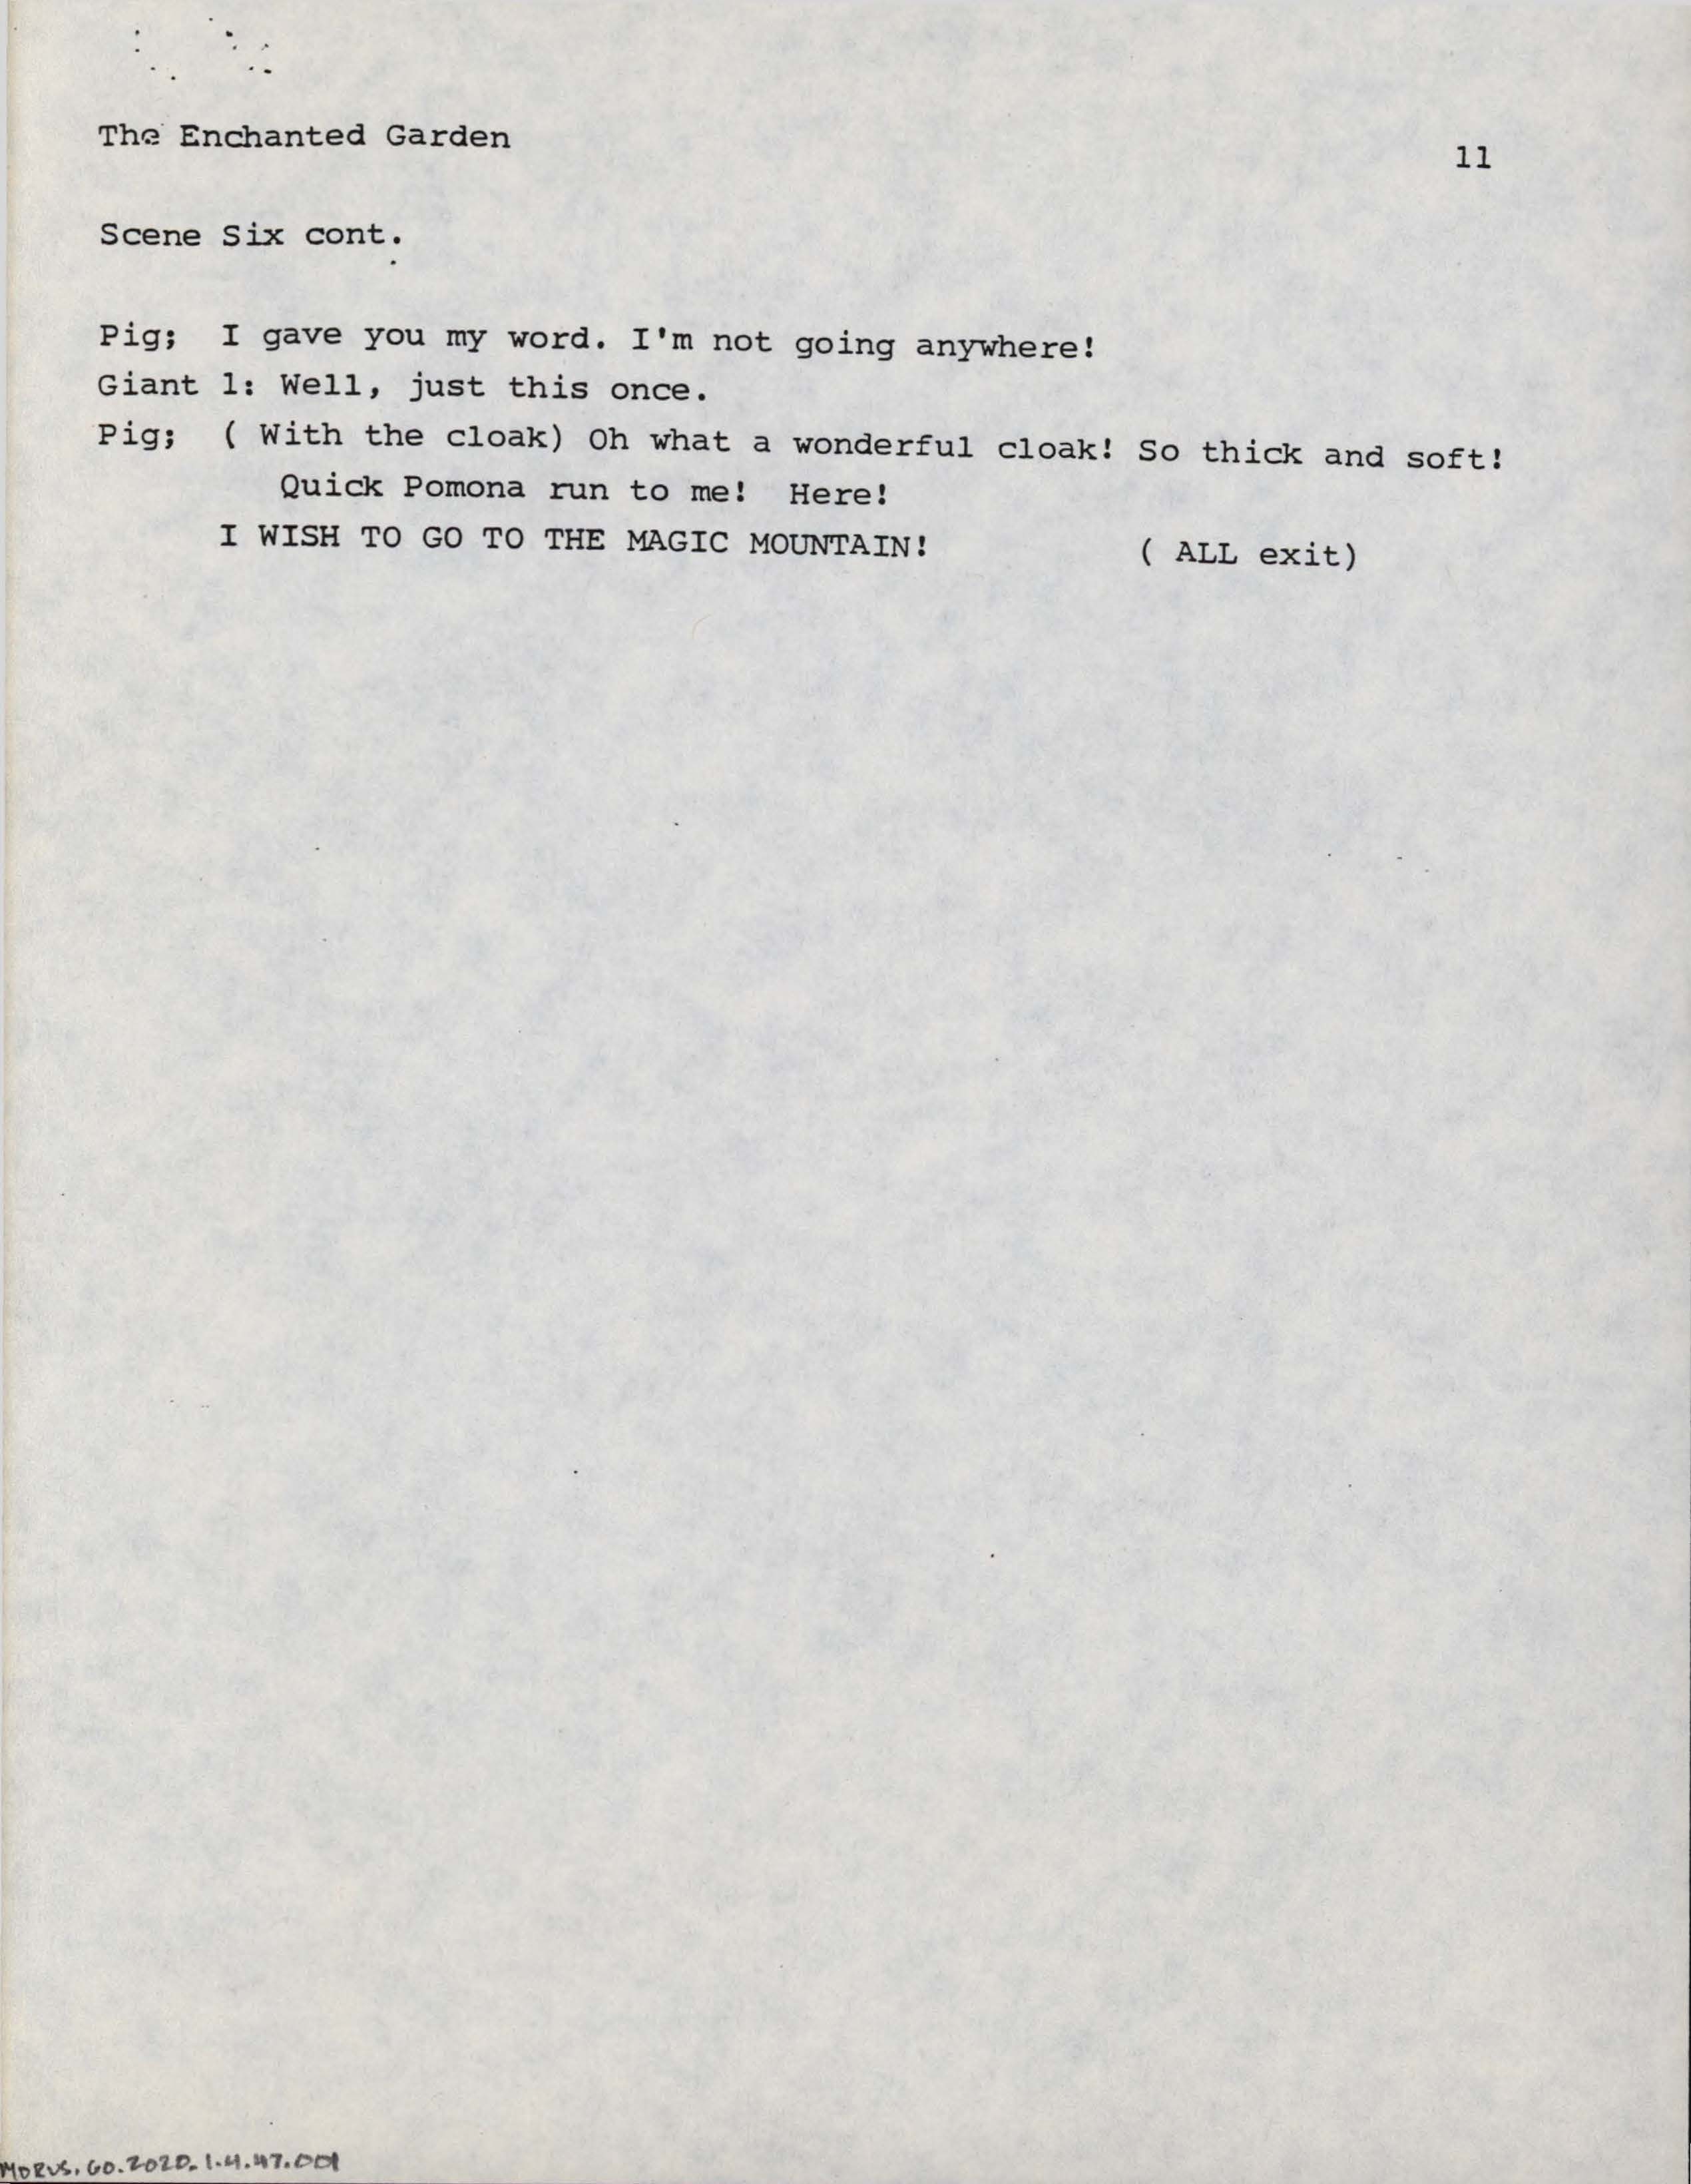 The Enchanted Garden
11
Scene Six cont.
Pig; I gave you my word. I'm not going anywhere!
Giant 1: Well, just this once.
Pig; ( With the cloak) Oh what a wonderful cloak! So thick and soft!
Quick Pomona run to me! Here!
I WISH TO GO TO THE MAGIC MOUNTAIN! ( ALL exit)
MORUS.GO.2020.1.4.47.001